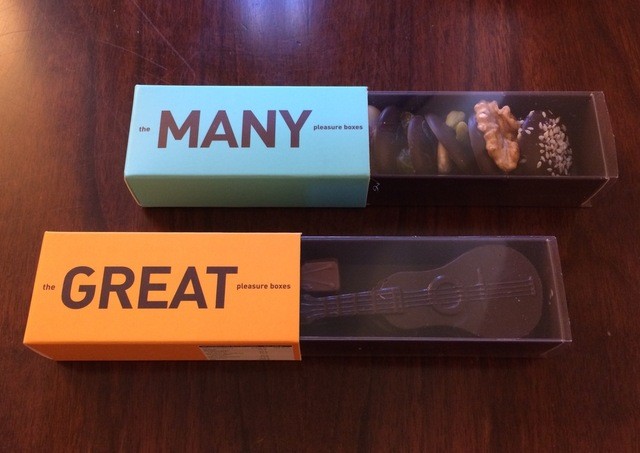 the MANY pleasure boxes
the GREAT pleasure boxes